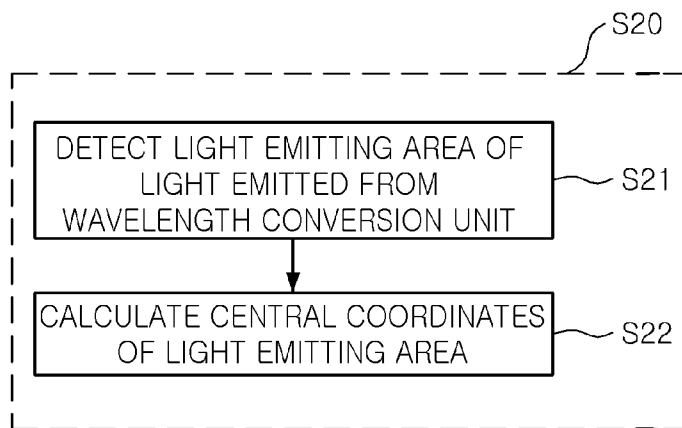 S20
DETECT LIGHT EMITTING AREA OF
LIGHT EMITTED FROM
WAVELENGTH CONVERSION UNIT
S21
CALCULATE CENTRAL COORDINATES
OF LIGHT EMITTING AREA
S22